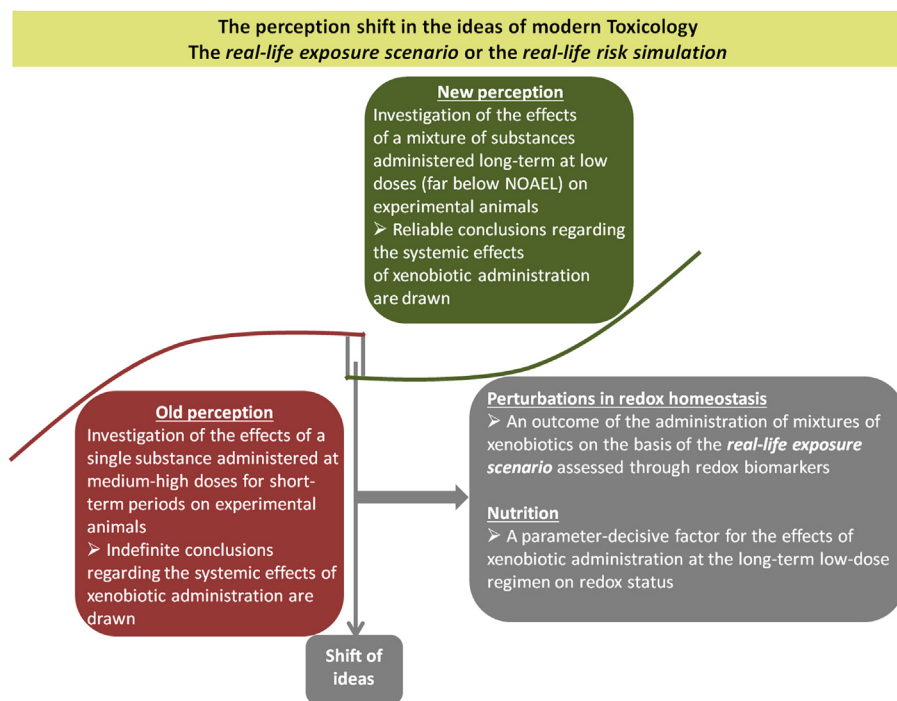 The perception shift in the ideas of modern Toxicology
The real-life exposure scenario or the real-life risk simulation
New perception
Investigation of the effects
of a mixture of substances
administered long-term at low
doses (far below NOAEL) on
experimental animals
➢ Reliable conclusions regarding
the systemic effects
of xenobiotic administration
are drawn
Old perception
Investigation of the effects of a
single substance administered at
medium-high doses for short-
term periods on experimental
animals
➢ Indefinite conclusions
regarding the systemic effects of
xenobiotic administration are
drawn
Perturbations in redox homeostasis
➢ An outcome of the administration of mixtures of
xenobiotics on the basis of the real-life exposure
scenario assessed through redox biomarkers
Nutrition
➢ A parameter-decisive factor for the effects of
xenobiotic administration at the long-term low-dose
regimen on redox status
Shift of
ideas